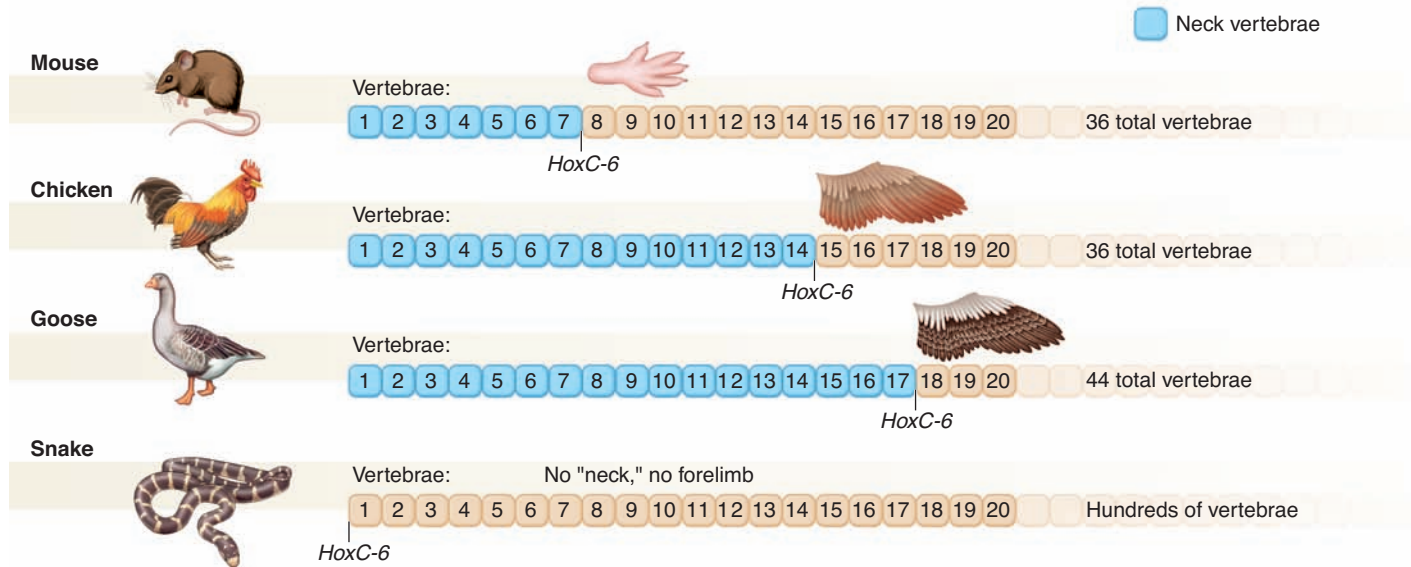 Neck vertebrae
Mouse
Vertebrae:
1 2 3 4 5 6 7 8 9 10 11 12 13 14 15 16 17 18 19 20 36 total vertebrae
HoxC-6
Chicken
Vertebrae:
1 2 3 4 5 6 7 8 9 10 11 12 13 14 15 16 17 18 19 20 36 total vertebrae
HoxC-6
Goose
Vertebrae:
1 2 3 4 5 6 7 8 9 10 11 12 13 14 15 16 17 18 19 20 44 total vertebrae
HoxC-6
Snake
Vertebrae: No "neck," no forelimb
1 2 3 4 5 6 7 8 9 10 11 12 13 14 15 16 17 18 19 20 Hundreds of vertebrae
HoxC-6